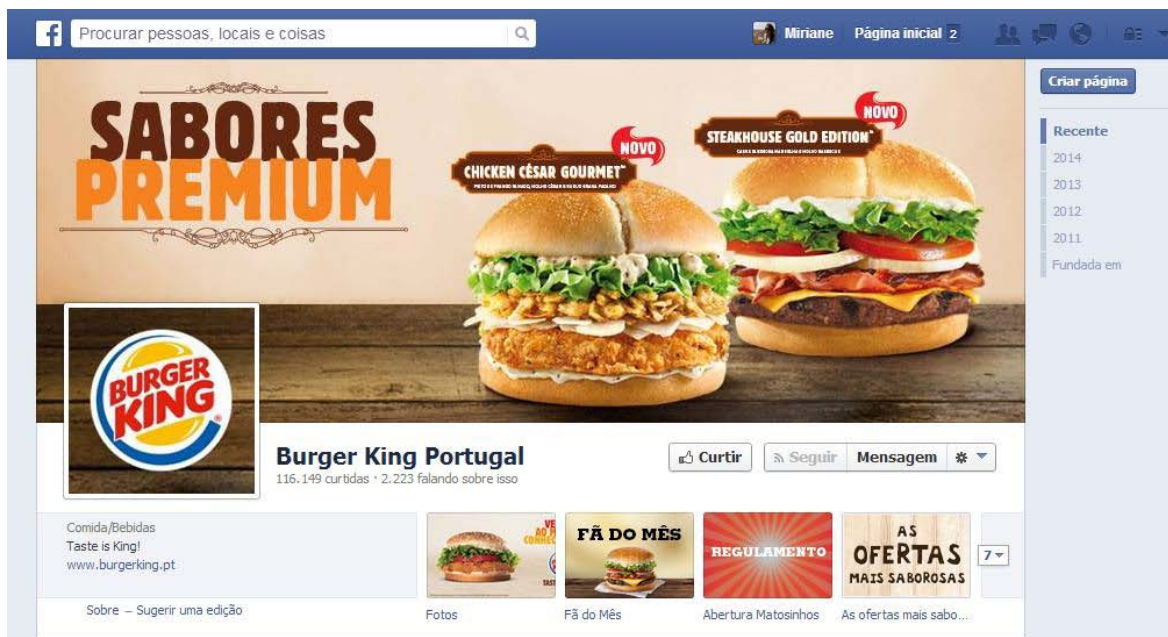 Procurar pessoas, locais e coisas
Miriane Página inicial 2
Criar página
Recente
2014
2013
2012
2011
Fundada em
SABORES
PREMIUM
NOVO
CHICKEN CÉSAR GOURMET™
NOVO
STEAKHOUSE GOLD EDITION™
BURGER
KING
Burger King Portugal
116.149 curtidas · 2.223 falando sobre isso
Curtir Seguir Mensagem
Comida/Bebidas
Taste is King!
www.burgerking.pt
Sobre – Sugerir uma edição
FÃ DO MÊS
REGULAMENTO
AS
OFERTAS
MAIS SABOROSAS
7
Fotos
Fã do Mês
Abertura Matosinhos
As ofertas mais sabo...